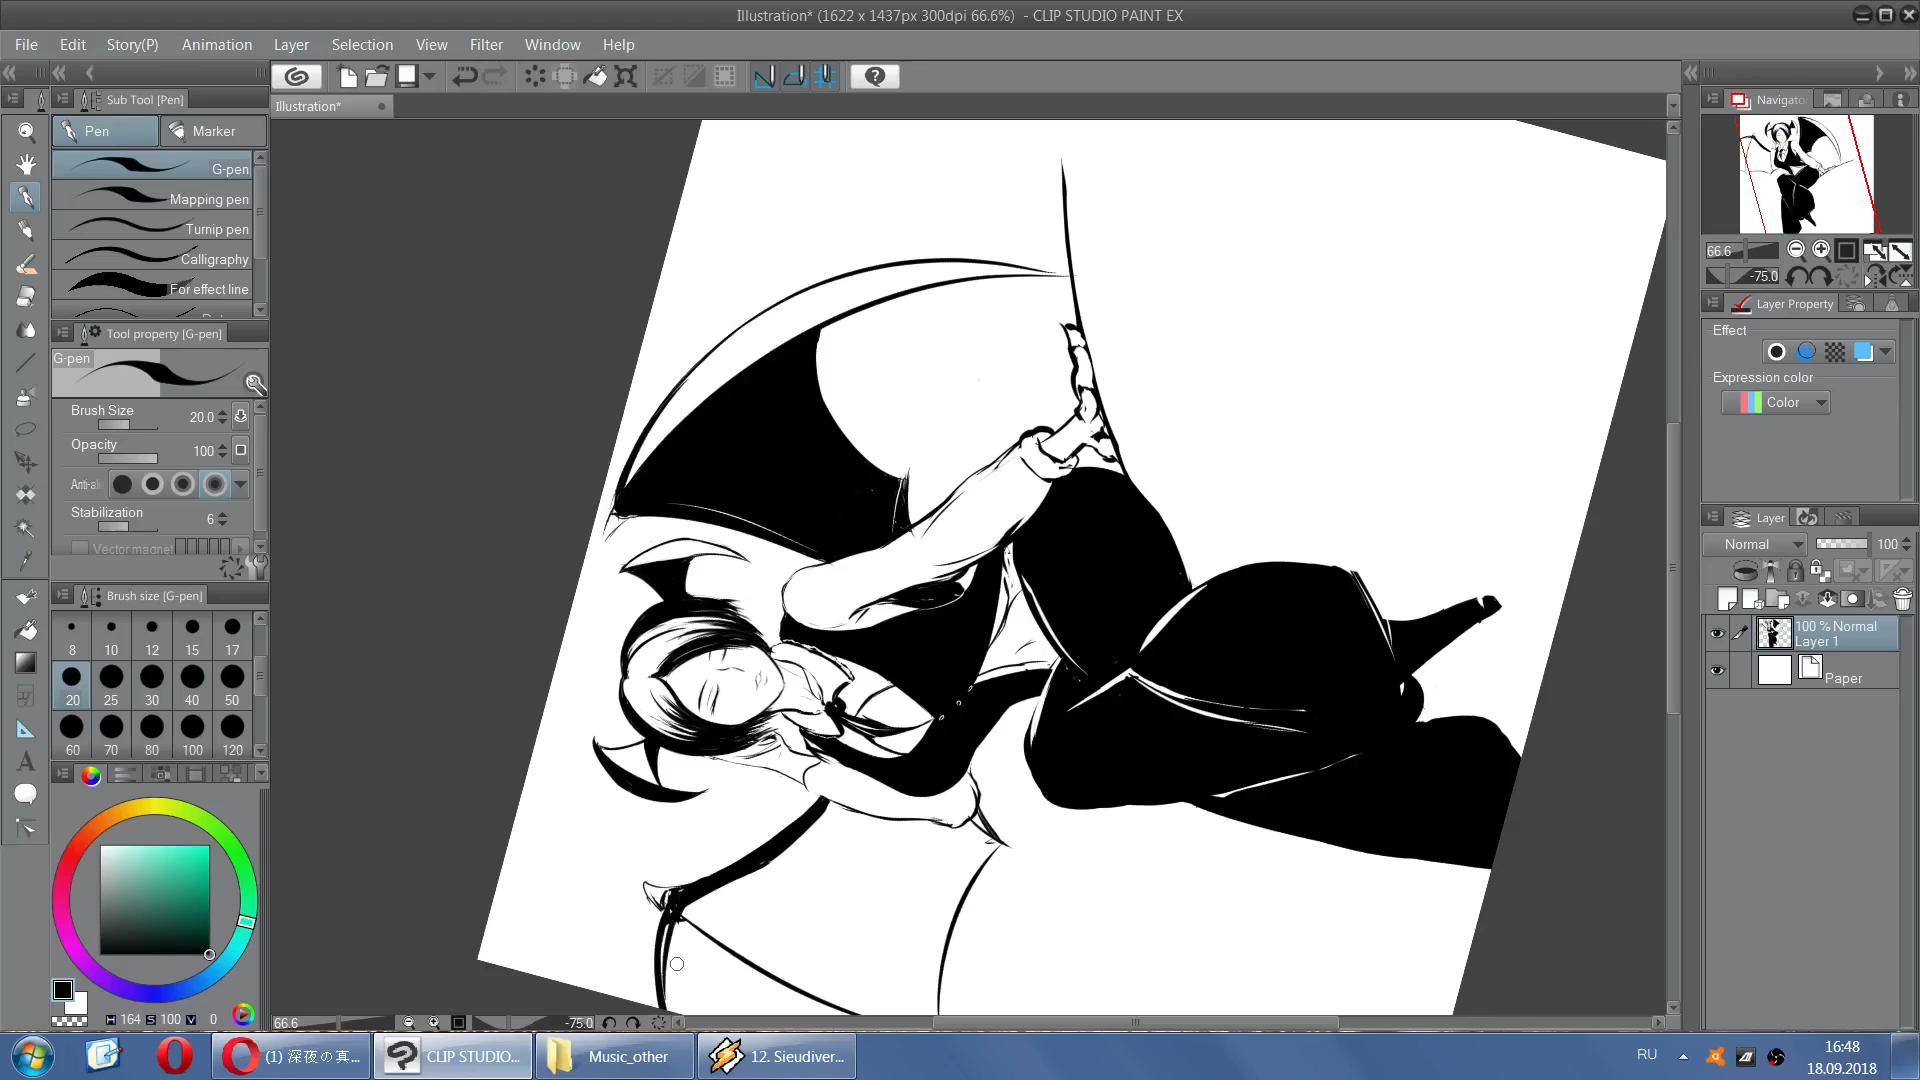 Illustration* (1622 x 1437px 300dpi 66.6%)  - CLIP STUDIO PAINT EX
File Edit Story(P) Animation Layer Selection View Filter Window Help
Sub Tool [Pen]
Illustration*
Navigato
Pen Marker
G-pen
Mapping pen
Turnip pen
Calligraphy
For effect line
66.6
-75.0
Layer Property
Tool property [G-pen]
Effect
G-pen
Expression color
Color
Brush Size 20.0
Opacity 100
Anti-ali
Stabilization 6
Vector magnet
Layer
Normal 100
Brush size [G-pen]
8 10 12 15 17
20 25 30 40 50
60 70 80 100 120
100 % Normal
Layer 1
Paper
H 164 S 100 V 0
66.6 -75.0
(1) 深夜の真...
CLIP STUDIO...
Music_other
12. Sieudiver...
RU
16:48
18.09.2018